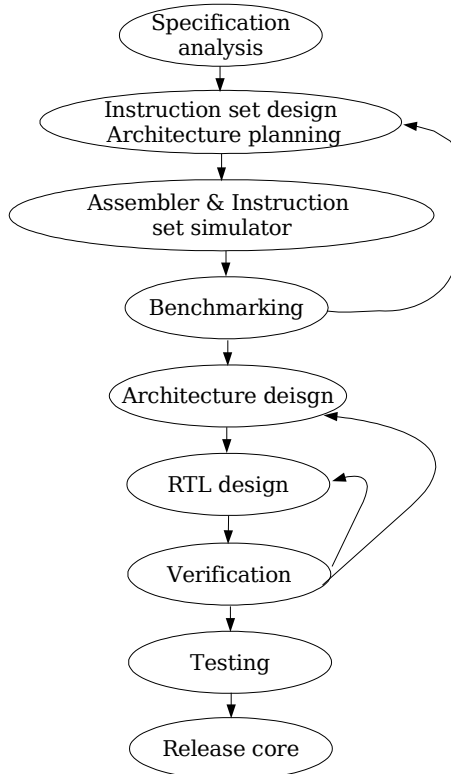 Specification
analysis
Instruction set design
Architecture planning
Assembler & Instruction
set simulator
Benchmarking
Architecture deisgn
RTL design
Verification
Testing
Release core